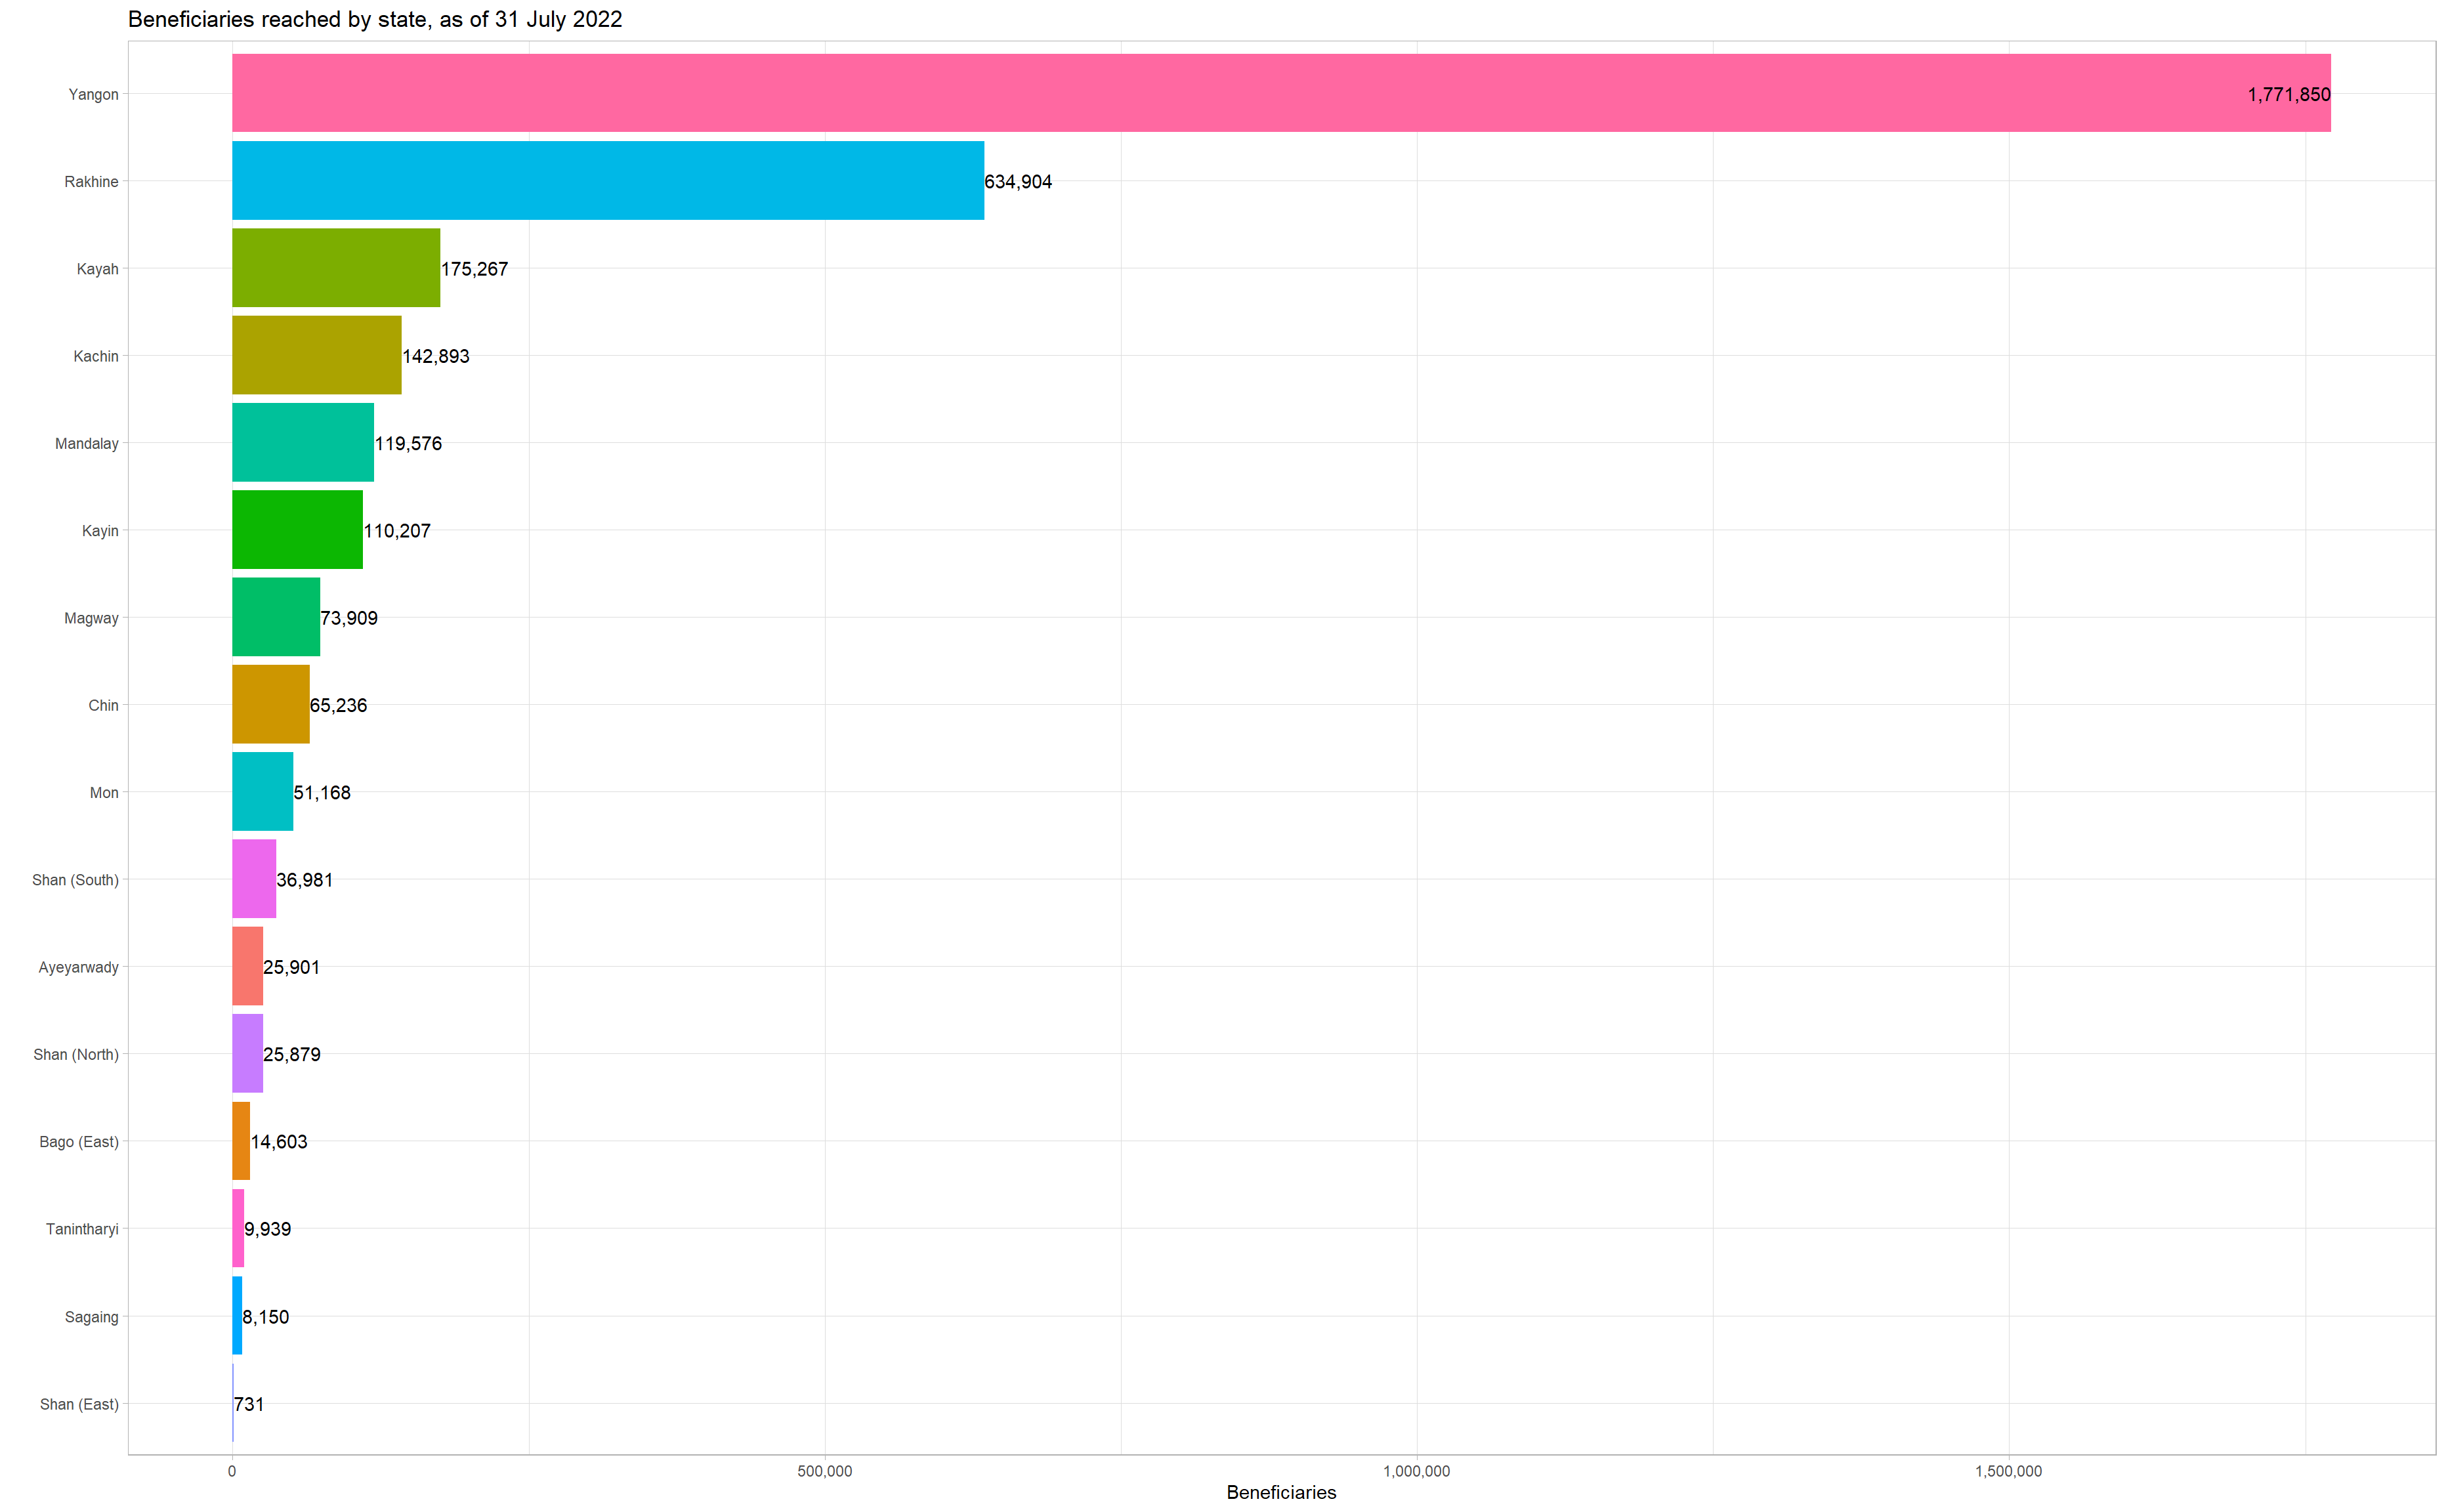 Beneficiaries reached by state, as of 31 July 2022
Yangon 1,771,850
Rakhine 634,904
Kayah 175,267
Kachin 142,893
Mandalay 119,576
Kayin 110,207
Magway 73,909
Chin 65,236
Mon 51,168
Shan (South) 36,981
Ayeyarwady 25,901
Shan (North) 25,879
Bago (East) 14,603
Tanintharyi 9,939
Sagaing 8,150
Shan (East) 731
0 500,000 1,000,000 1,500,000
Beneficiaries